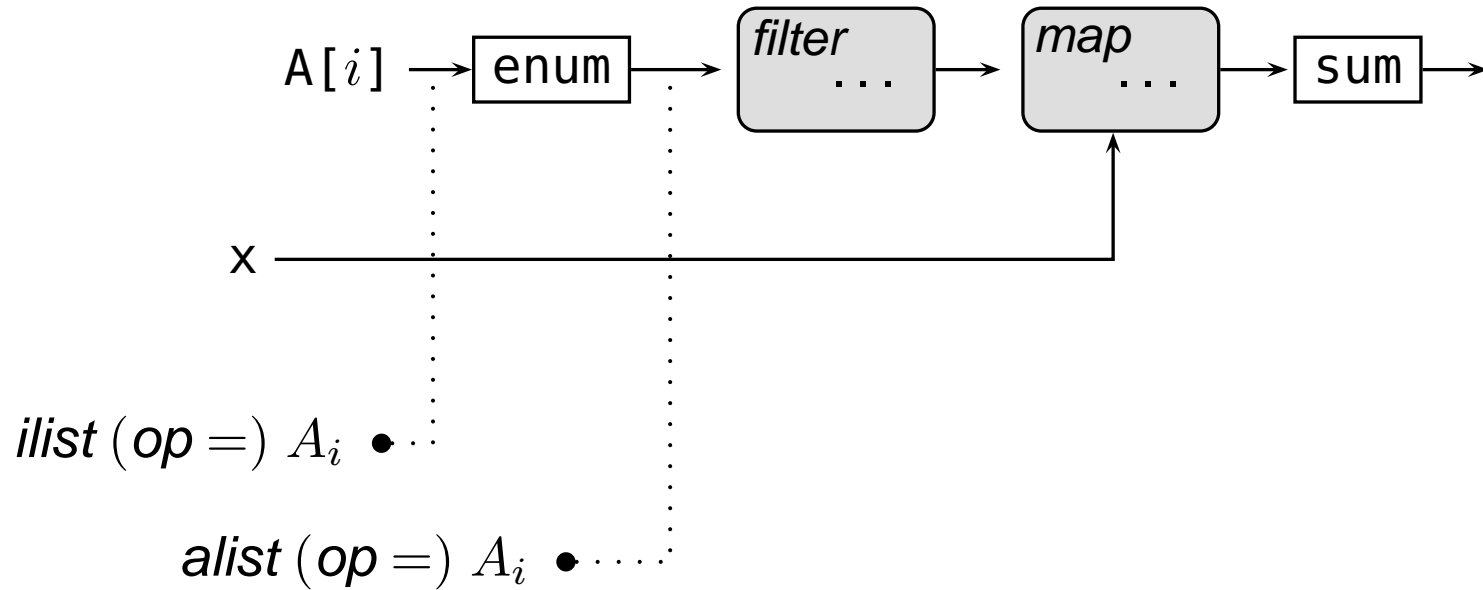 A[i] enum filter ... map ... sum
x
ilist (op =) A_i
alist (op =) A_i